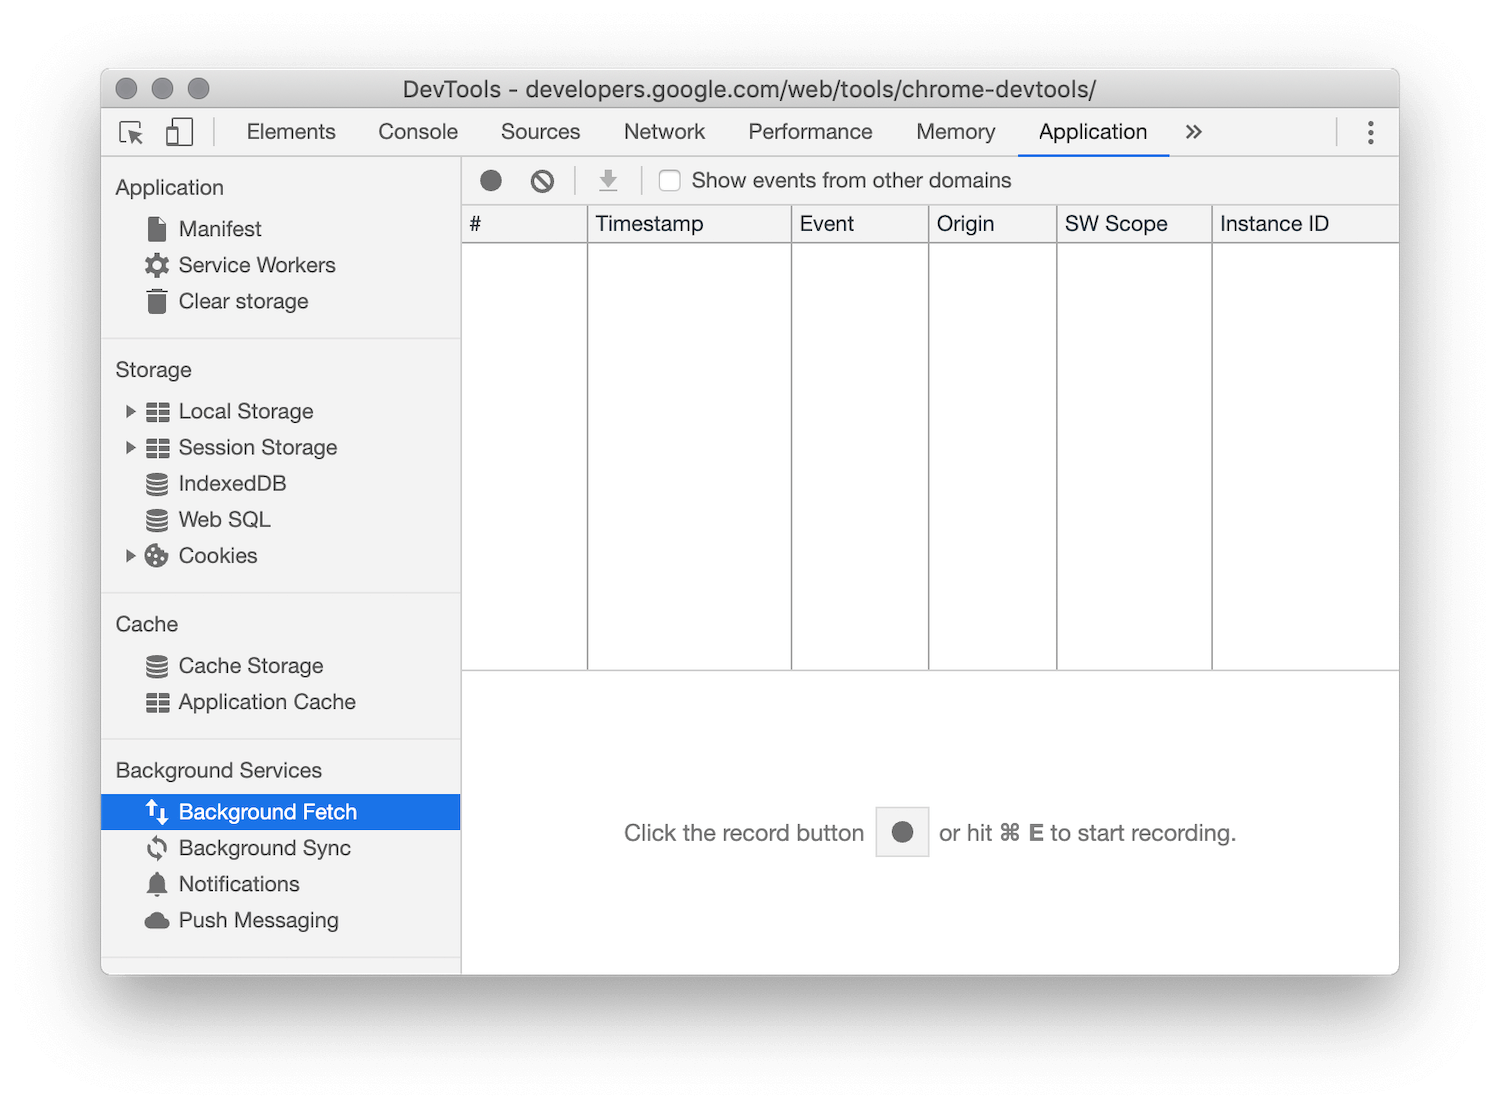 DevTools - developers.google.com/web/tools/chrome-devtools/
Elements Console Sources Network Performance Memory Application »
Application
Manifest
Service Workers
Clear storage
Storage
Local Storage
Session Storage
IndexedDB
Web SQL
Cookies
Cache
Cache Storage
Application Cache
Background Services
Background Fetch
Background Sync
Notifications
Push Messaging
Show events from other domains
# Timestamp Event Origin SW Scope Instance ID
Click the record button or hit ⌘ E to start recording.